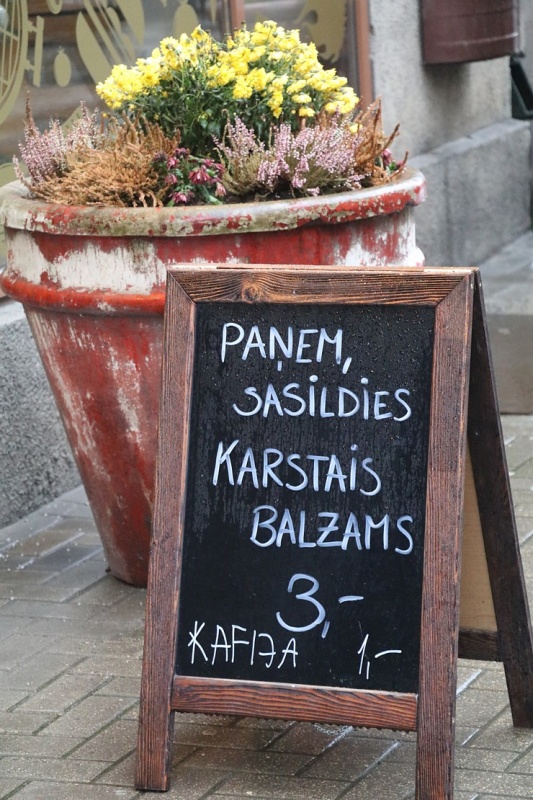 PAŅEM,
SASILDIES
KARSTAIS
BALZAMS
3,-
KAFIJA 1,-